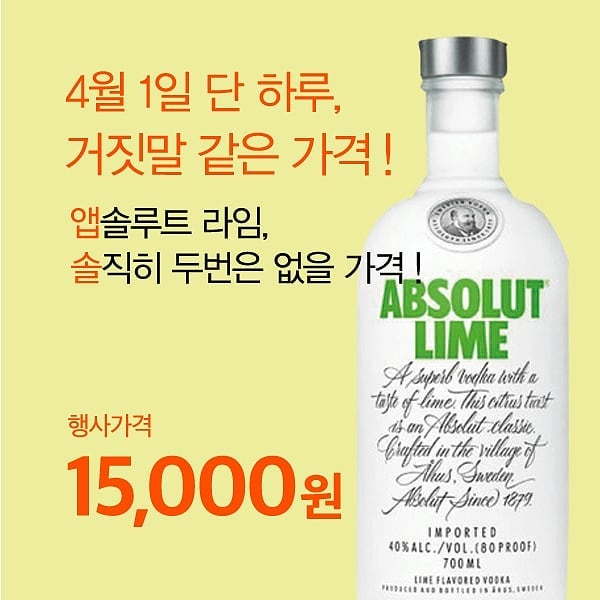 4월 1일 단 하루,
거짓말 같은 가격!
앱솔루트 라임,
솔직히 두번은 없을 가격!
ABSOLUT
LIME
A superb vodka with a
taste of lime. This citrus twist
is an Absolut classic.
Crafted in the village of
Åhus, Sweden.
Absolut Since 1879.
행사가격
15,000원
IMPORTED
40%ALC./VOL.(80 PROOF)
700ML
LIME FLAVORED VODKA
PRODUCED AND BOTTLED IN ÅHUS, SWEDEN